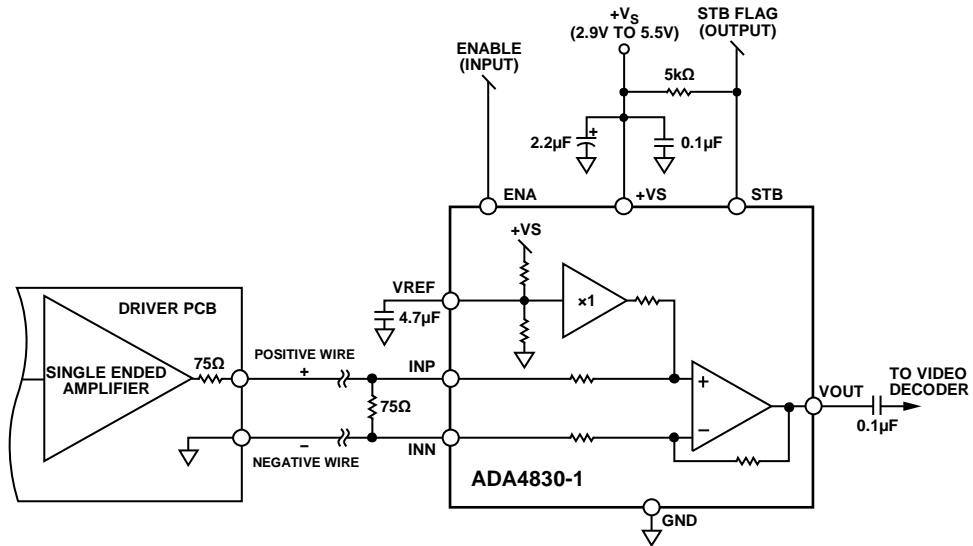 +VS
(2.9V TO 5.5V)
STB FLAG
(OUTPUT)
ENABLE
(INPUT)
5kΩ
2.2µF
+
0.1µF
ENA
+VS
STB
+VS
VREF
×1
4.7µF
DRIVER PCB
SINGLE ENDED
AMPLIFIER
75Ω
POSITIVE WIRE
+
INP
75Ω
–
NEGATIVE WIRE
INN
+
–
VOUT
TO VIDEO
DECODER
0.1µF
ADA4830-1
GND